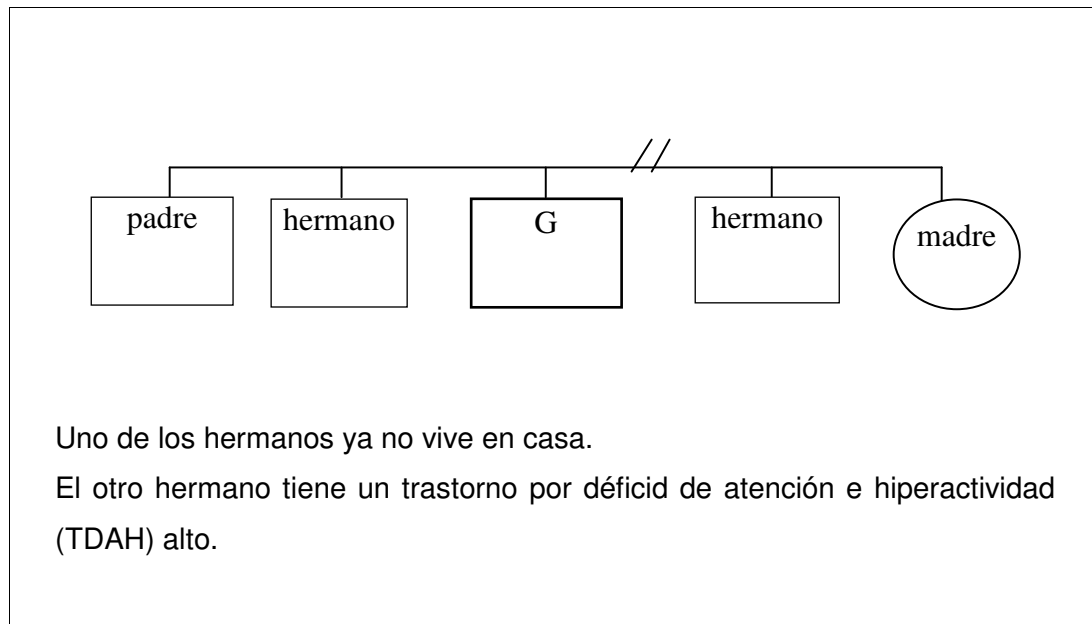 padre hermano G hermano madre
Uno de los hermanos ya no vive en casa.
El otro hermano tiene un trastorno por déficid de atención e hiperactividad
(TDAH) alto.